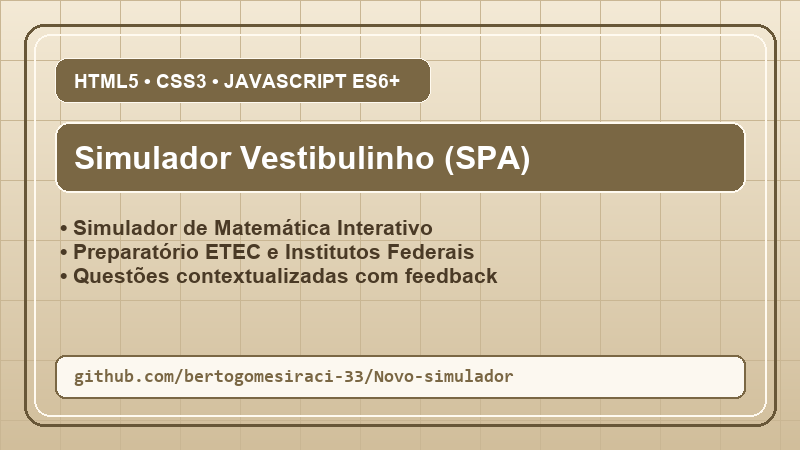 HTML5 • CSS3 • JAVASCRIPT ES6+
Simulador Vestibulinho (SPA)
• Simulador de Matemática Interativo
• Preparatório ETEC e Institutos Federais
• Questões contextualizadas com feedback
github.com/bertogomesiraci-33/Novo-simulador